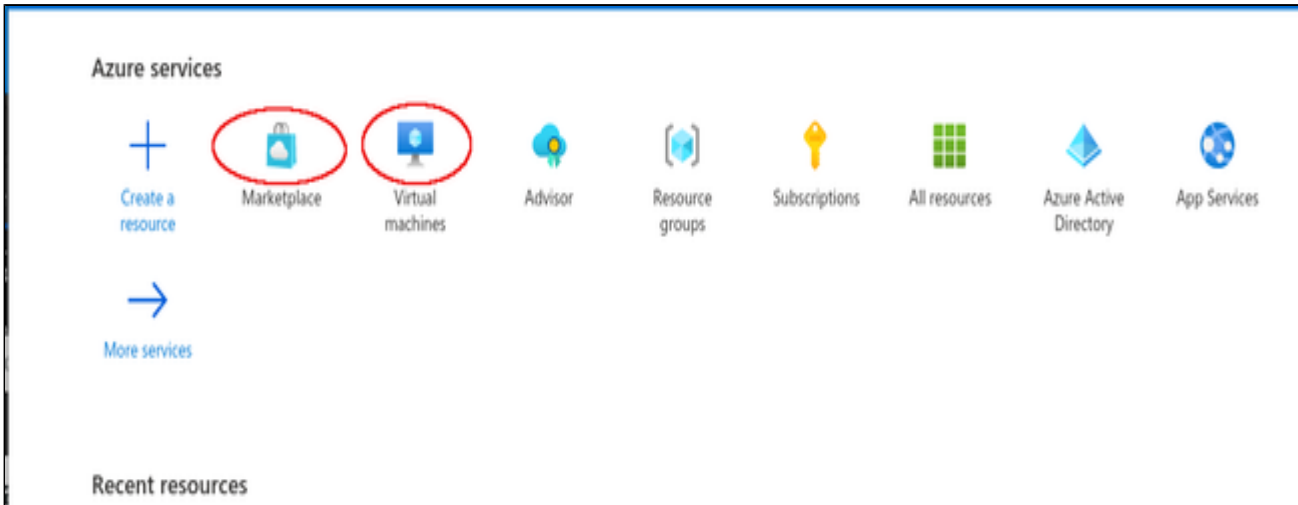 Azure services
Create a
resource
Marketplace
Virtual
machines
Advisor
Resource
groups
Subscriptions
All resources
Azure Active
Directory
App Services
More services
Recent resources